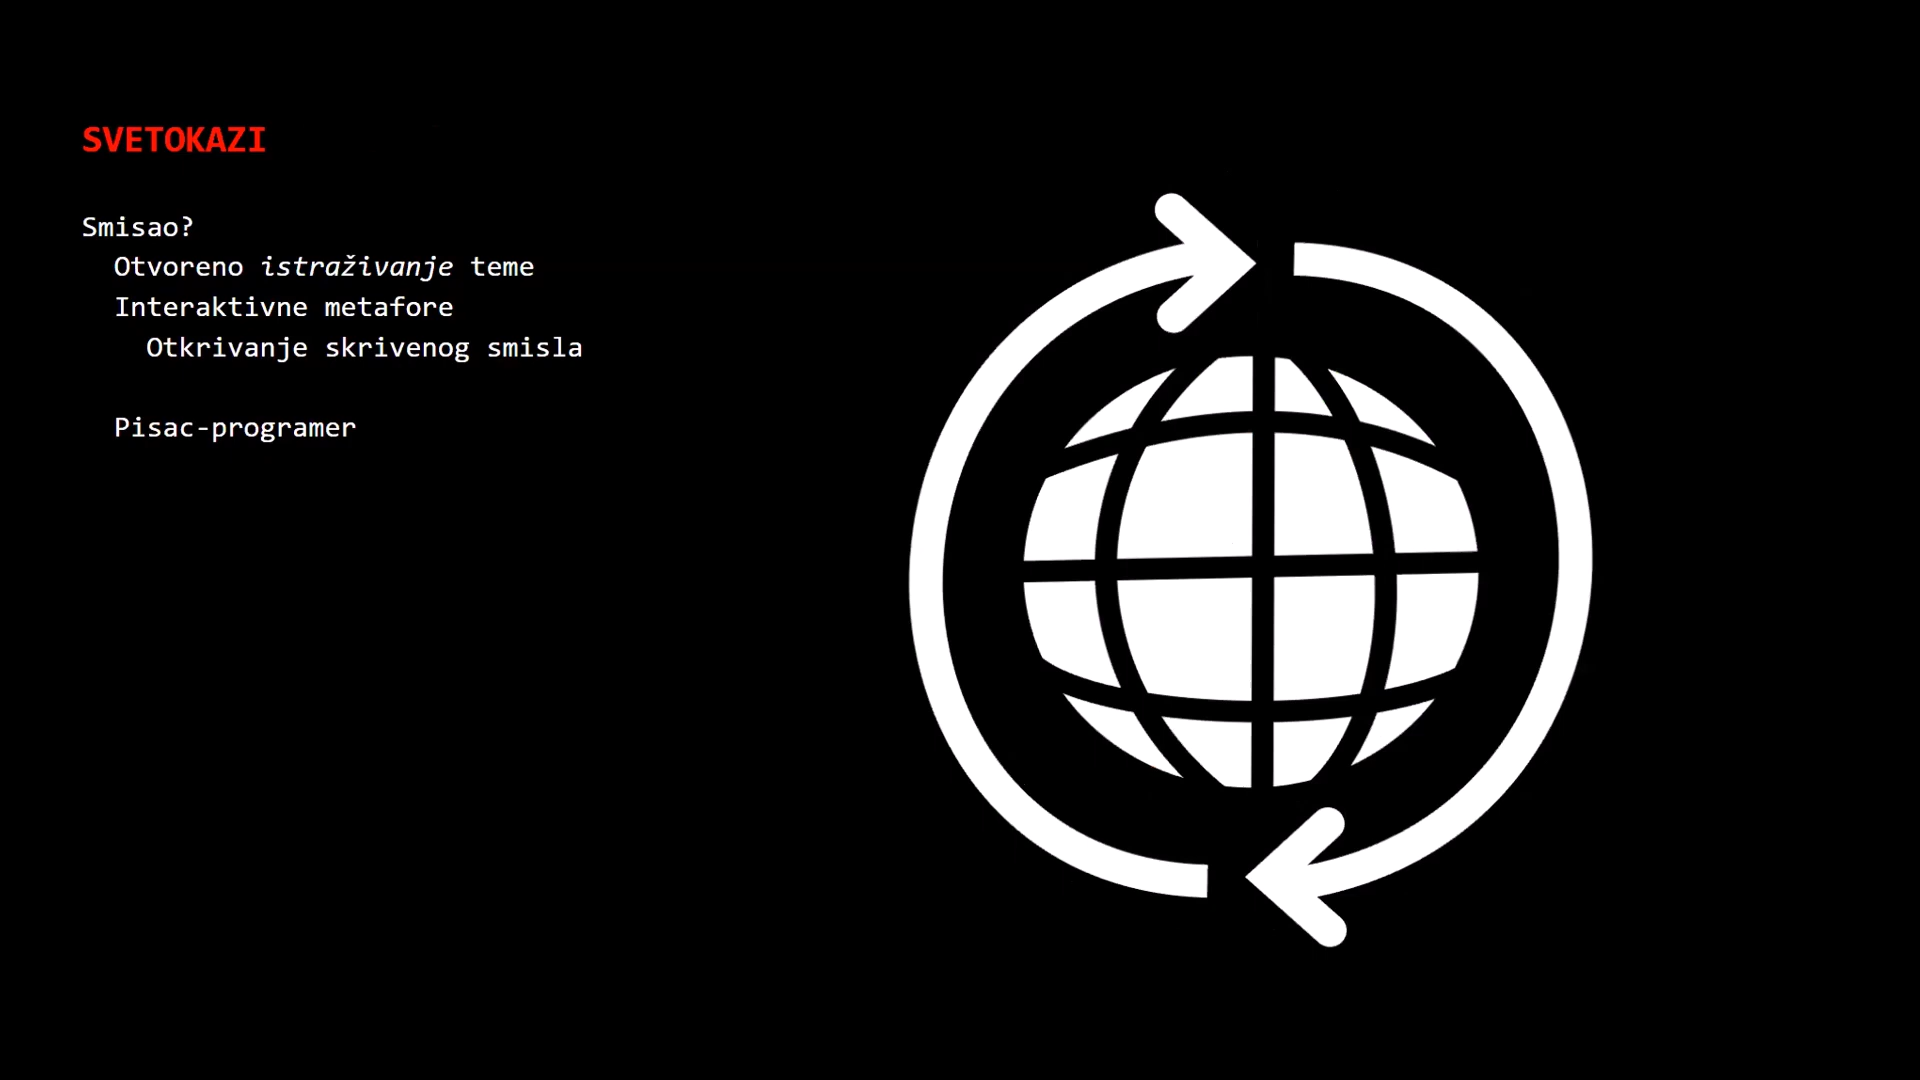 SVETOKAZI
Smisao?
Otvoreno istraživanje teme
Interaktivne metafore
Otkrivanje skrivenog smisla
Pisac-programer